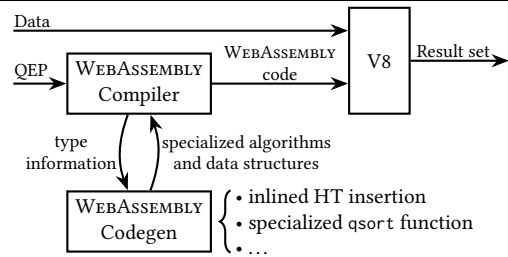 Data
QEP
WEBASSEMBLY
Compiler
WEBASSEMBLY
code
V8
Result set
type
information
specialized algorithms
and data structures
WEBASSEMBLY
Codegen
• inlined HT insertion
• specialized qsort function
• ...